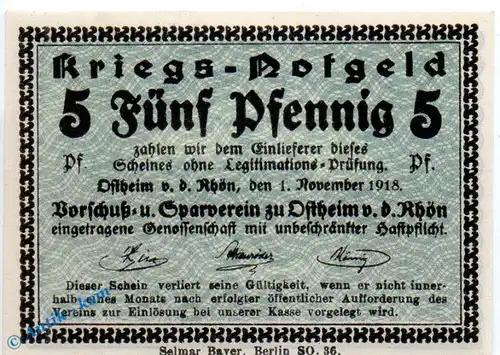 Kriegs-Notgeld
5 Fünf Pfennig 5
zahlen wir dem Einlieferer dieses
Pf. Scheines ohne Legitimations-Prüfung. Pf.
Ostheim v. d. Rhön, den 1. November 1918.
Vorschuß- u. Sparverein zu Ostheim v. d. Rhön
eingetragene Genossenschaft mit unbeschränkter Haftpflicht.
Dieser Schein verliert seine Gültigkeit, wenn er nicht inner-
halb eines Monats nach erfolgter öffentlicher Aufforderung des
Vereins zur Einlösung bei unserer Kasse vorgelegt wird.
Selmar Bayer, Berlin SO. 36.